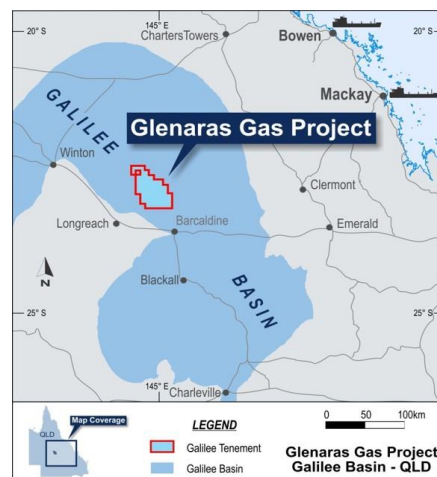 145°E
20°S
20°S
Charters Towers
Bowen
Mackay
GALILEE
Glenaras Gas Project
Winton
Clermont
Longreach
Barcaldine
Emerald
N
Blackall
BASIN
25°S
25°S
145°E
Charleville
Map Coverage
QLD
LEGEND
Galilee Tenement
Galilee Basin
0 50 100km
Glenaras Gas Project
Galilee Basin - QLD